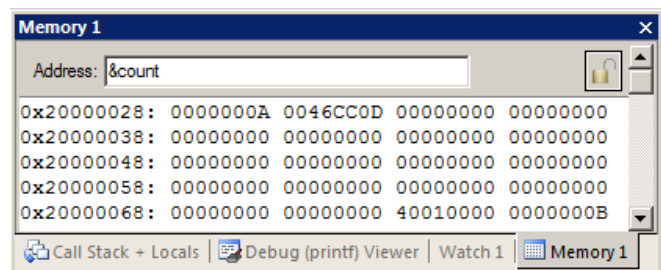 Memory 1
Address: &count
0x20000028: 0000000A 0046CC0D 00000000 00000000
0x20000038: 00000000 00000000 00000000 00000000
0x20000048: 00000000 00000000 00000000 00000000
0x20000058: 00000000 00000000 00000000 00000000
0x20000068: 00000000 00000000 40010000 0000000B
Call Stack + Locals | Debug (printf) Viewer | Watch 1 | Memory 1